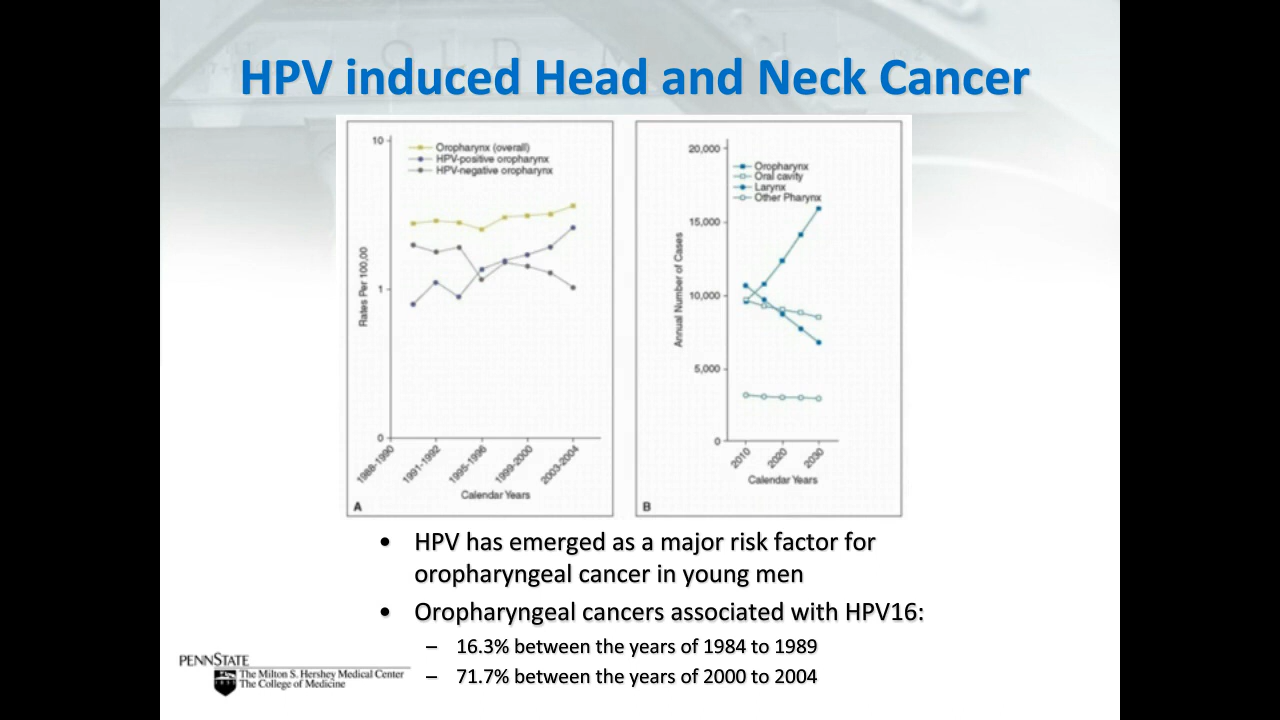 HPV induced Head and Neck Cancer
10
1
0
Rates Per 100,00
Oropharynx (overall)
HPV-positive oropharynx
HPV-negative oropharynx
1988-1990
1991-1992
1995-1996
1999-2000
2003-2004
Calendar Years
A
20,000
15,000
10,000
5,000
0
Annual Number of Cases
Oropharynx
Oral cavity
Larynx
Other Pharynx
2010
2020
2030
Calendar Years
B
• HPV has emerged as a major risk factor for
oropharyngeal cancer in young men
• Oropharyngeal cancers associated with HPV16:
– 16.3% between the years of 1984 to 1989
– 71.7% between the years of 2000 to 2004
PENNSTATE
The Milton S. Hershey Medical Center
The College of Medicine